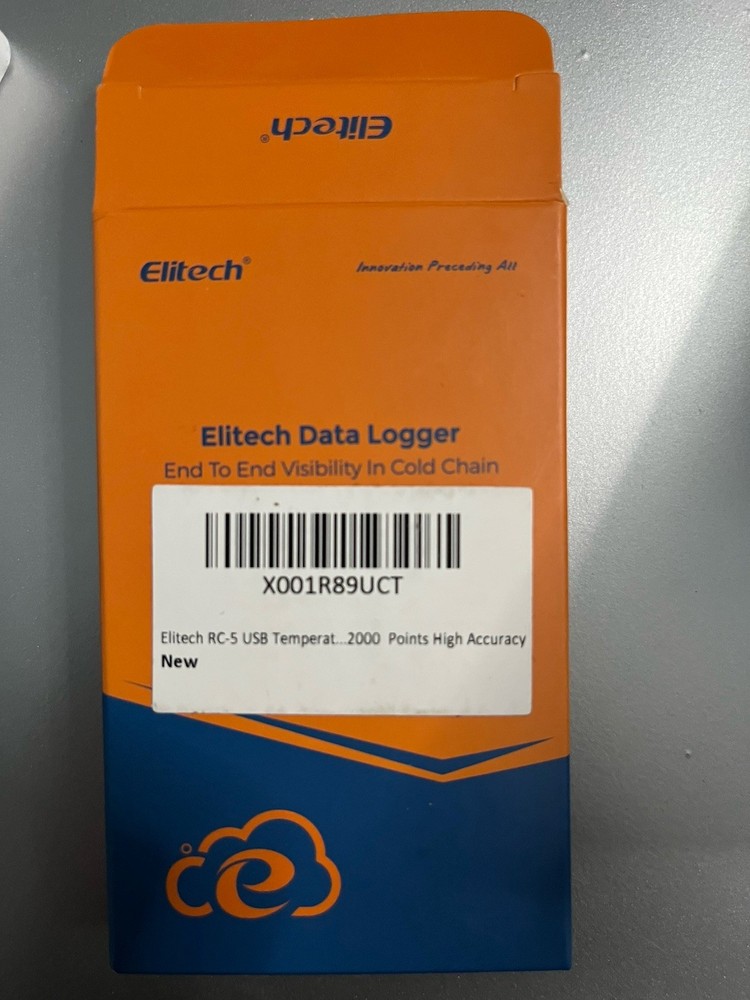 Elitech®
Elitech® Innovation Preceding All
Elitech Data Logger
End To End Visibility In Cold Chain
X001R89UCT
Elitech RC-5 USB Temperat...2000 Points High Accuracy
New